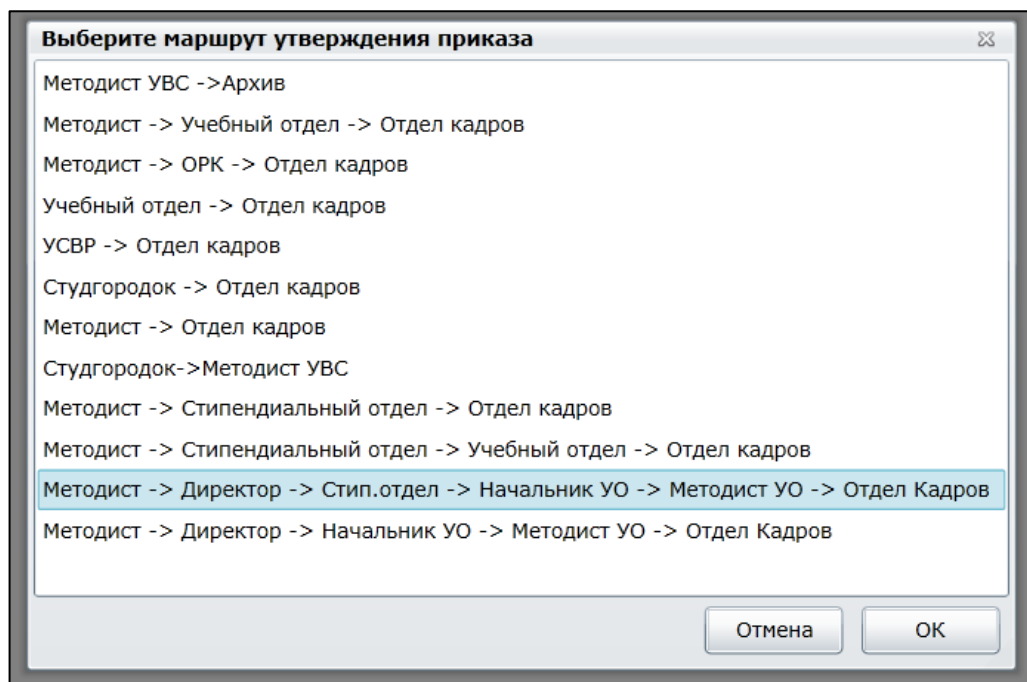 Выберите маршрут утверждения приказа
Методист УВС ->Архив
Методист -> Учебный отдел -> Отдел кадров
Методист -> ОРК -> Отдел кадров
Учебный отдел -> Отдел кадров
УСВР -> Отдел кадров
Студгородок -> Отдел кадров
Методист -> Отдел кадров
Студгородок->Методист УВС
Методист -> Стипендиальный отдел -> Отдел кадров
Методист -> Стипендиальный отдел -> Учебный отдел -> Отдел кадров
Методист -> Директор -> Стип.отдел -> Начальник УО -> Методист УО -> Отдел Кадров
Методист -> Директор -> Начальник УО -> Методист УО -> Отдел Кадров
Отмена ОК